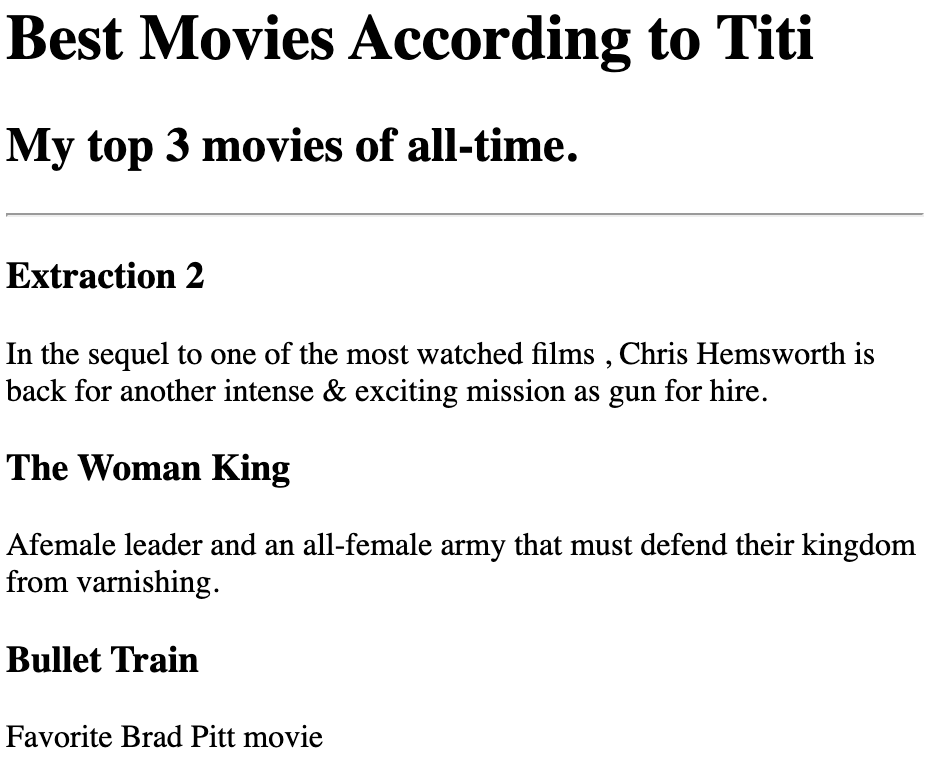 Best Movies According to Titi
My top 3 movies of all-time.
Extraction 2
In the sequel to one of the most watched films , Chris Hemsworth is
back for another intense & exciting mission as gun for hire.
The Woman King
Afemale leader and an all-female army that must defend their kingdom
from varnishing.
Bullet Train
Favorite Brad Pitt movie